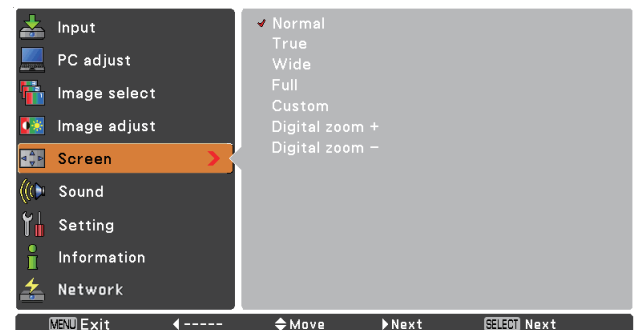 Input
PC adjust
Image select
Image adjust
Screen
Sound
Setting
Information
Network
Normal
True
Wide
Full
Custom
Digital zoom +
Digital zoom –
MENU Exit ◀ ----- ◆ Move ▶ Next SELECT Next